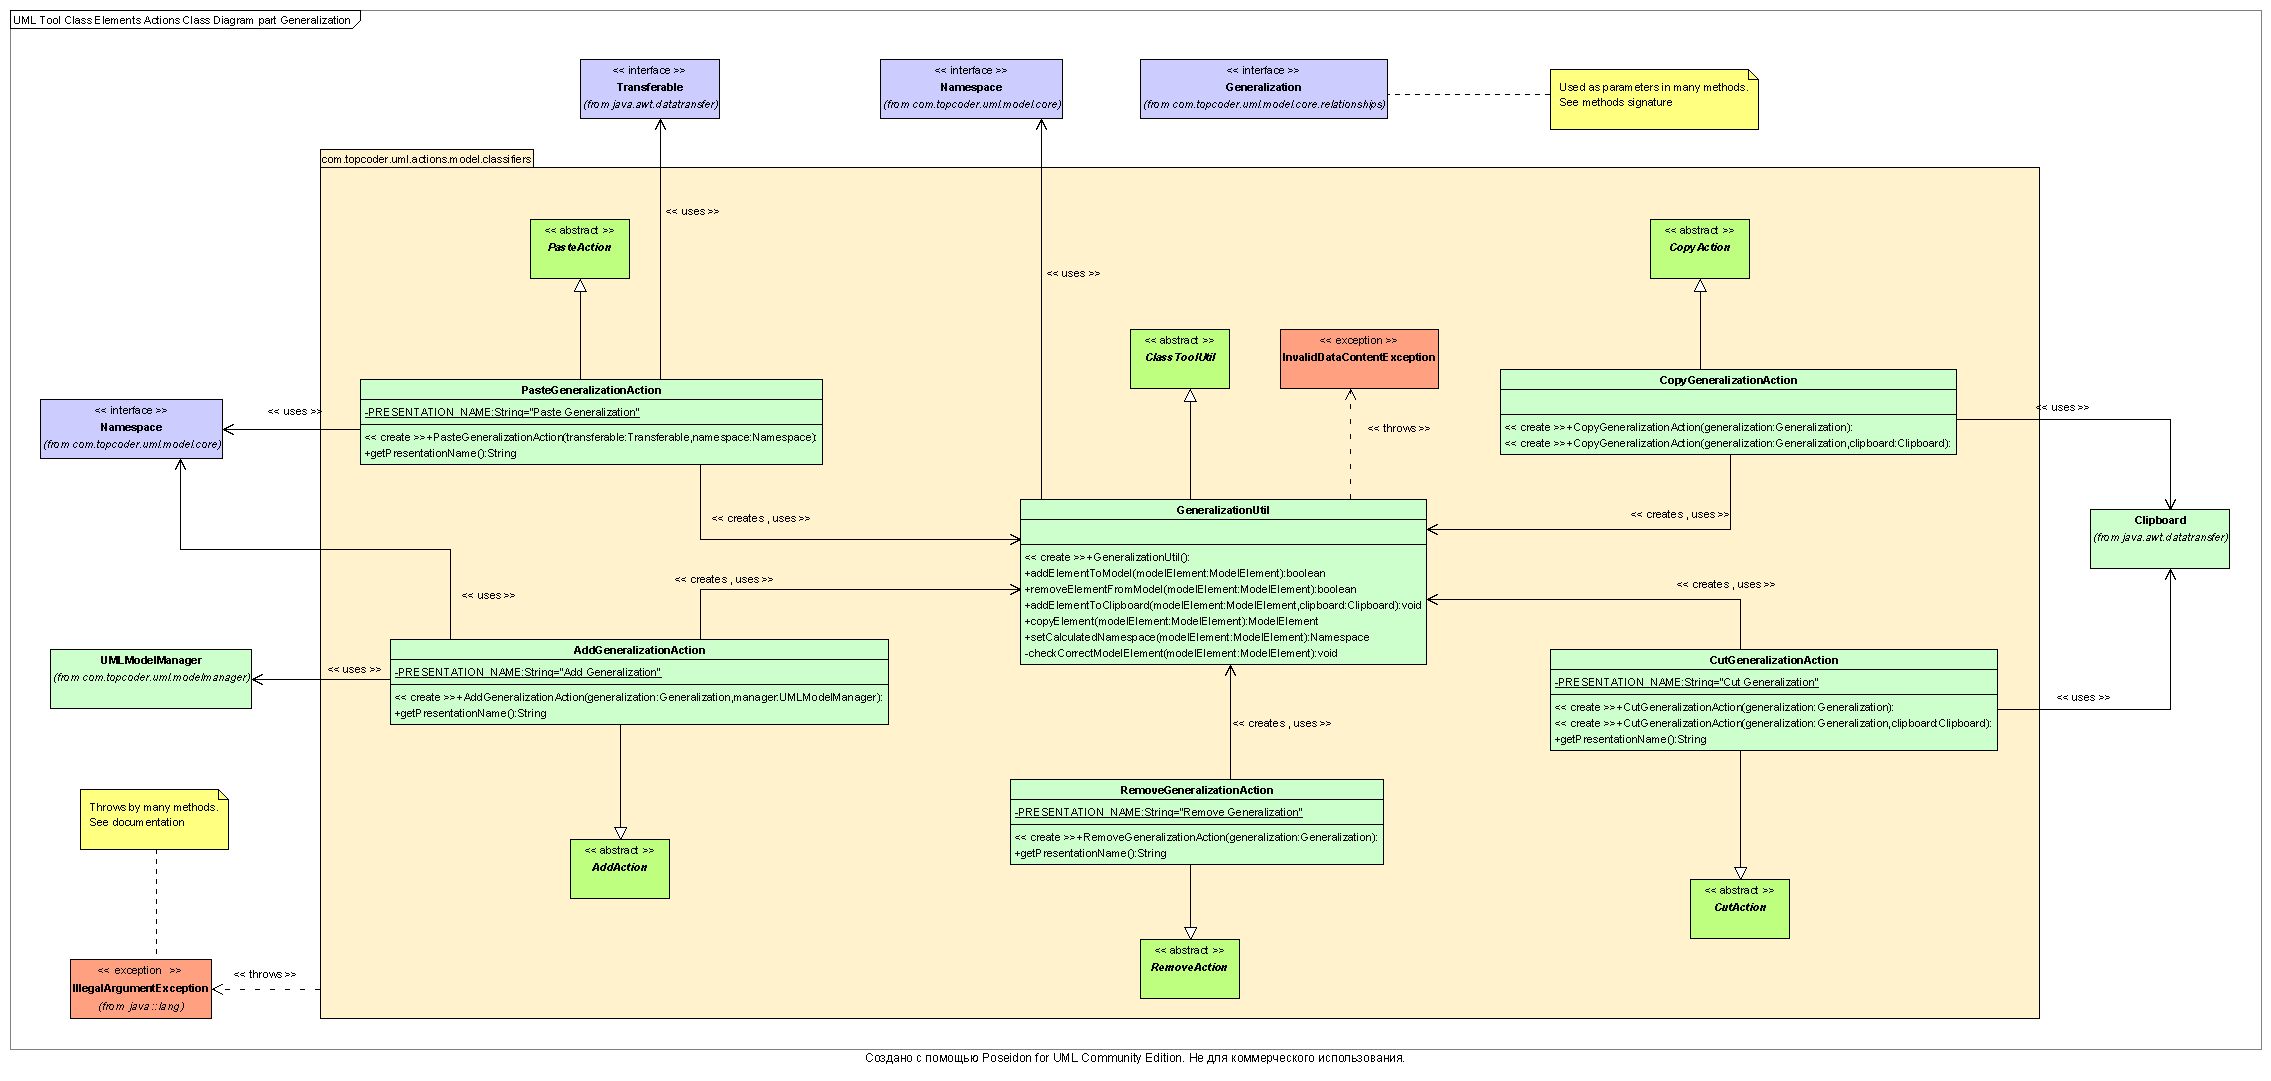 UML Tool Class Elements Actions Class Diagram part Generalization
<< interface >>
Transferable
(from java.awt.datatransfer)
<< interface >>
Namespace
(from com.topcoder.uml.model.core)
<< interface >>
Generalization
(from com.topcoder.uml.model.core.relationships)
Used as parameters in many methods.
See methods signature
com.topcoder.uml.actions.model.classifiers
<< uses >>
<< abstract >>
PasteAction
<< uses >>
<< abstract >>
CopyAction
<< abstract >>
ClassToolUtil
<< exception >>
InvalidDataContentException
<< throws >>
PasteGeneralizationAction
-PRESENTATION_NAME:String="Paste Generalization"
<< create >>+PasteGeneralizationAction(transferable:Transferable,namespace:Namespace):
+getPresentationName():String
CopyGeneralizationAction
<< create >>+CopyGeneralizationAction(generalization:Generalization):
<< create >>+CopyGeneralizationAction(generalization:Generalization,clipboard:Clipboard):
<< uses >>
<< interface >>
Namespace
(from com.topcoder.uml.model.core)
<< uses >>
<< creates , uses >>
<< creates , uses >>
GeneralizationUtil
<< create >>+GeneralizationUtil():
+addElementToModel(modelElement:ModelElement):boolean
+removeElementFromModel(modelElement:ModelElement):boolean
+addElementToClipboard(modelElement:ModelElement,clipboard:Clipboard):void
+copyElement(modelElement:ModelElement):ModelElement
+setCalculatedNamespace(modelElement:ModelElement):Namespace
-checkCorrectModelElement(modelElement:ModelElement):void
Clipboard
(from java.awt.datatransfer)
<< creates , uses >>
<< uses >>
<< creates , uses >>
UMLModelManager
(from com.topcoder.uml.modelmanager)
<< uses >>
AddGeneralizationAction
-PRESENTATION_NAME:String="Add Generalization"
<< create >>+AddGeneralizationAction(generalization:Generalization,manager:UMLModelManager):
+getPresentationName():String
CutGeneralizationAction
-PRESENTATION_NAME:String="Cut Generalization"
<< create >>+CutGeneralizationAction(generalization:Generalization):
<< create >>+CutGeneralizationAction(generalization:Generalization,clipboard:Clipboard):
+getPresentationName():String
<< uses >>
<< creates , uses >>
RemoveGeneralizationAction
-PRESENTATION_NAME:String="Remove Generalization"
<< create >>+RemoveGeneralizationAction(generalization:Generalization):
+getPresentationName():String
Throws by many methods.
See documentation
<< abstract >>
AddAction
<< abstract >>
CutAction
<< abstract >>
RemoveAction
<< exception >>
IllegalArgumentException
(from java::lang)
<< throws >>
Создано с помощью Poseidon for UML Community Edition. Не для коммерческого использования.